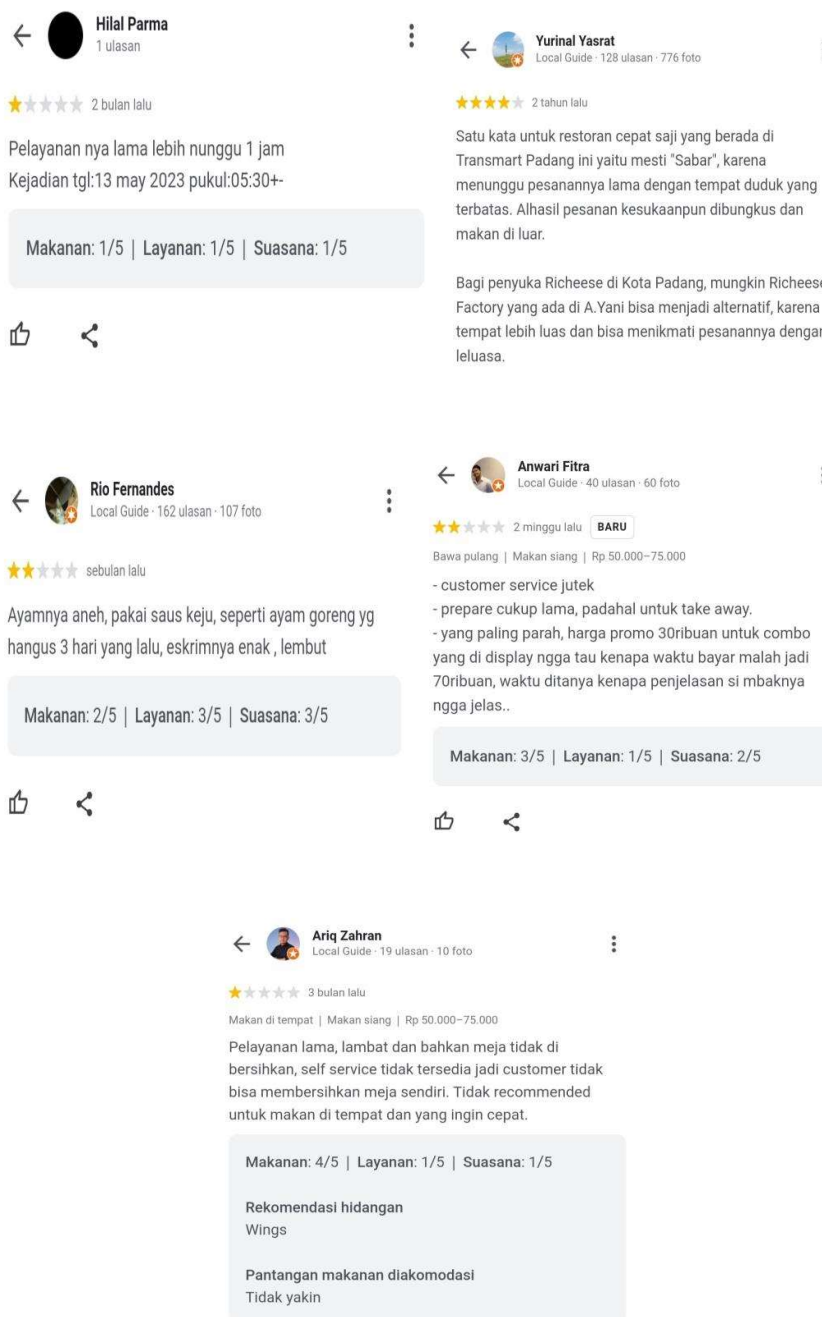 Hilal Parma
1 ulasan
2 bulan lalu
Pelayanan nya lama lebih nunggu 1 jam
Kejadian tgl:13 may 2023 pukul:05:30+-
Makanan: 1/5 | Layanan: 1/5 | Suasana: 1/5
Yurinal Yasrat
Local Guide · 128 ulasan · 776 foto
2 tahun lalu
Satu kata untuk restoran cepat saji yang berada di
Transmart Padang ini yaitu mesti "Sabar", karena
menunggu pesanannya lama dengan tempat duduk yang
terbatas. Alhasil pesanan kesukaanpun dibungkus dan
makan di luar.
Bagi penyuka Richeese di Kota Padang, mungkin Richeese
Factory yang ada di A.Yani bisa menjadi alternatif, karena
tempat lebih luas dan bisa menikmati pesanannya dengan
leluasa.
Rio Fernandes
Local Guide · 162 ulasan · 107 foto
sebulan lalu
Ayamnya aneh, pakai saus keju, seperti ayam goreng yg
hangus 3 hari yang lalu, eskrimnya enak , lembut
Makanan: 2/5 | Layanan: 3/5 | Suasana: 3/5
Anwari Fitra
Local Guide · 40 ulasan · 60 foto
2 minggu lalu BARU
Bawa pulang | Makan siang | Rp 50.000–75.000
- customer service jutek
- prepare cukup lama, padahal untuk take away.
- yang paling parah, harga promo 30ribuan untuk combo
yang di display ngga tau kenapa waktu bayar malah jadi
70ribuan, waktu ditanya kenapa penjelasan si mbaknya
ngga jelas..
Makanan: 3/5 | Layanan: 1/5 | Suasana: 2/5
Ariq Zahran
Local Guide · 19 ulasan · 10 foto
3 bulan lalu
Makan di tempat | Makan siang | Rp 50.000–75.000
Pelayanan lama, lambat dan bahkan meja tidak di
bersihkan, self service tidak tersedia jadi customer tidak
bisa membersihkan meja sendiri. Tidak recommended
untuk makan di tempat dan yang ingin cepat.
Makanan: 4/5 | Layanan: 1/5 | Suasana: 1/5
Rekomendasi hidangan
Wings
Pantangan makanan diakomodasi
Tidak yakin